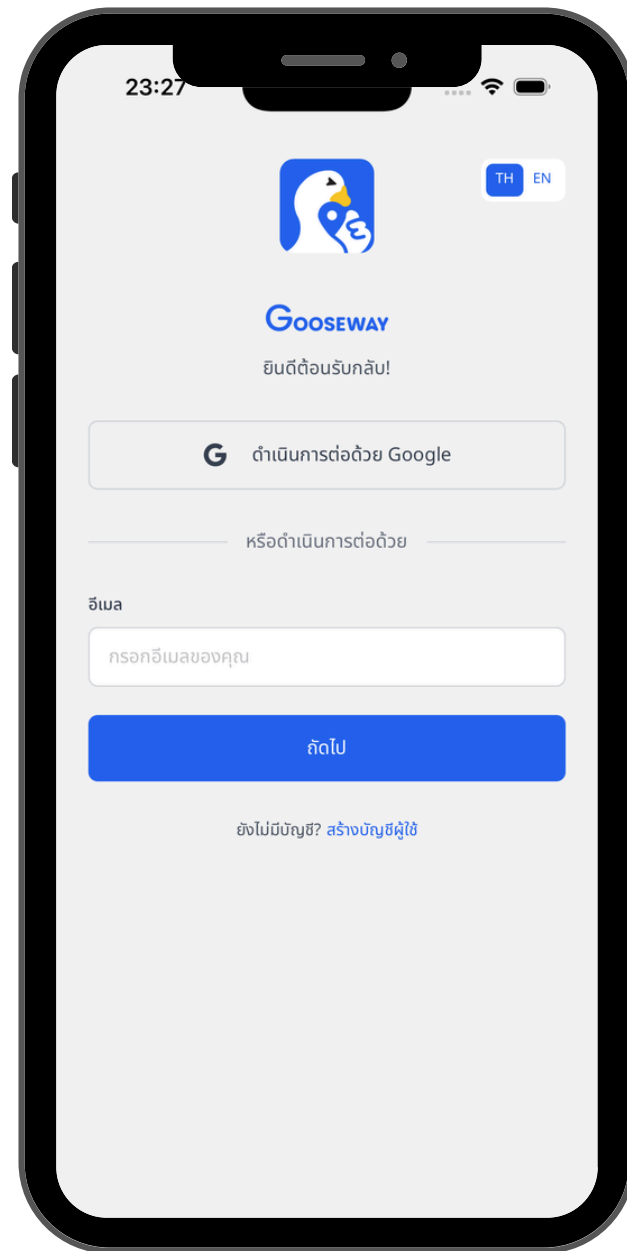 23:27
TH EN
GOOSEWAY
ยินดีต้อนรับกลับ!
G ดำเนินการต่อด้วย Google
หรือดำเนินการต่อด้วย
อีเมล
กรอกอีเมลของคุณ
ถัดไป
ยังไม่มีบัญชี? สร้างบัญชีผู้ใช้